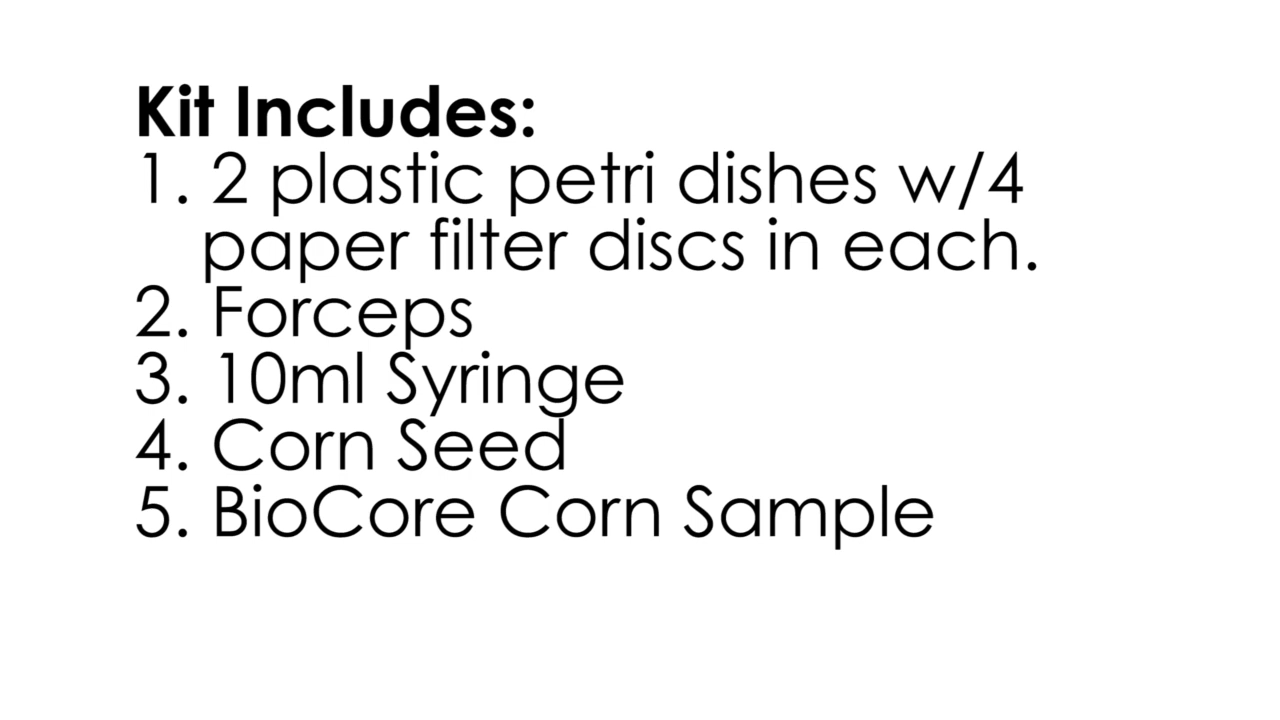 Kit Includes:
1. 2 plastic petri dishes w/4
paper filter discs in each.
2. Forceps
3. 10ml Syringe
4. Corn Seed
5. BioCore Corn Sample